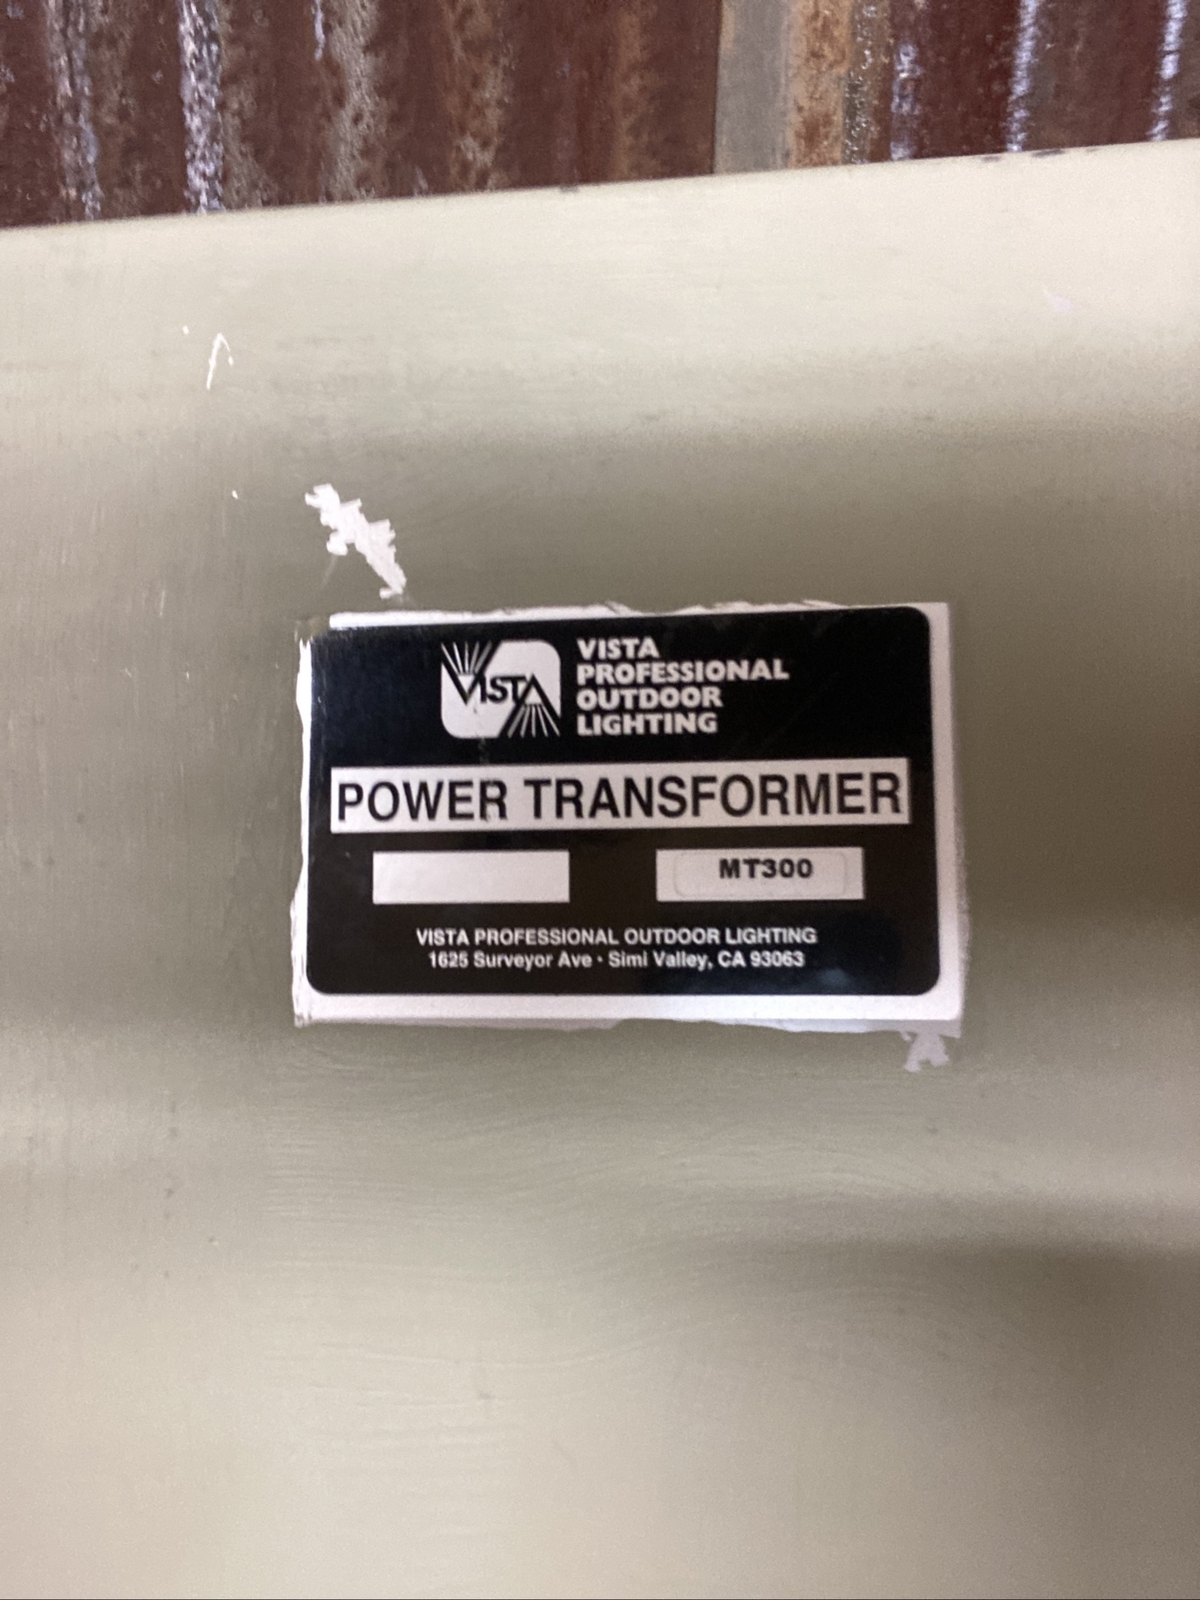 VISTA
VISTA
PROFESSIONAL
OUTDOOR
LIGHTING
POWER TRANSFORMER
MT300
VISTA PROFESSIONAL OUTDOOR LIGHTING
1625 Surveyor Ave · Simi Valley, CA 93063